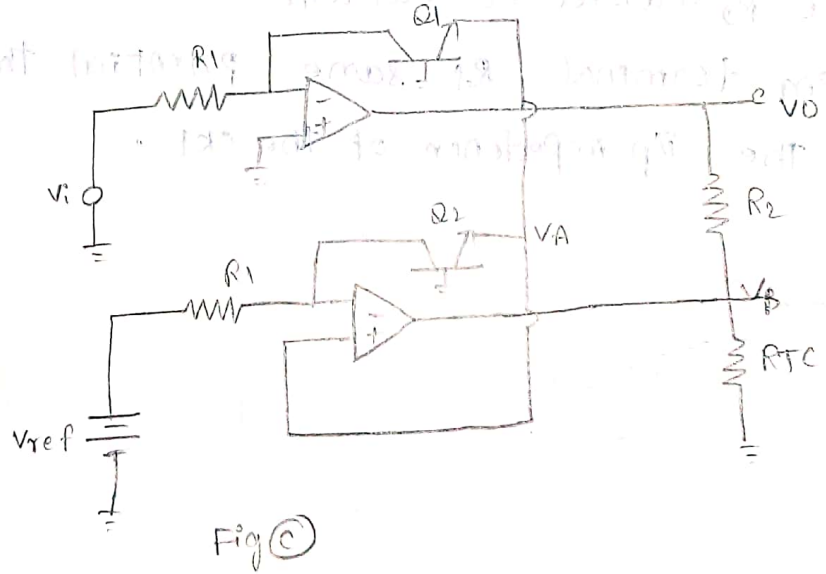 Q1
R1
-
+
VO
Vi
R2
Q2
VA
R1
-
+
VB
RTC
Vref
Fig (C)